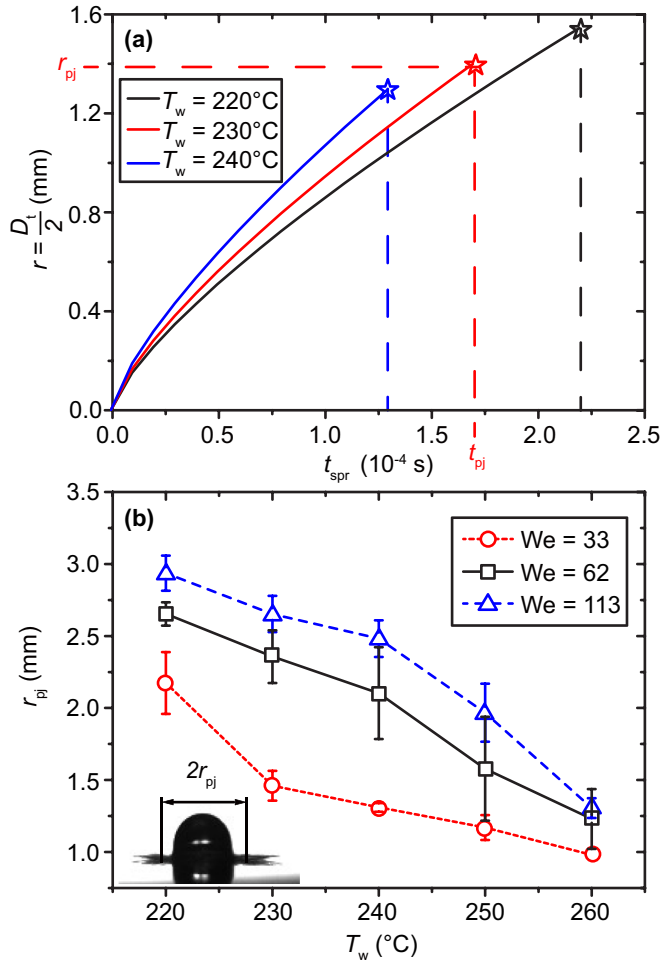 (a)
1.6
1.2
0.8
0.4
0.0
r = D_t/2 (mm)
r_pj
T_w = 220°C
T_w = 230°C
T_w = 240°C
0.0 0.5 1.0 1.5 2.0 2.5
t_spr (10⁻⁴ s)
t_pj
(b)
3.5
3.0
2.5
2.0
1.5
1.0
r_pj (mm)
We = 33
We = 62
We = 113
2r_pj
220 230 240 250 260
T_w (°C)